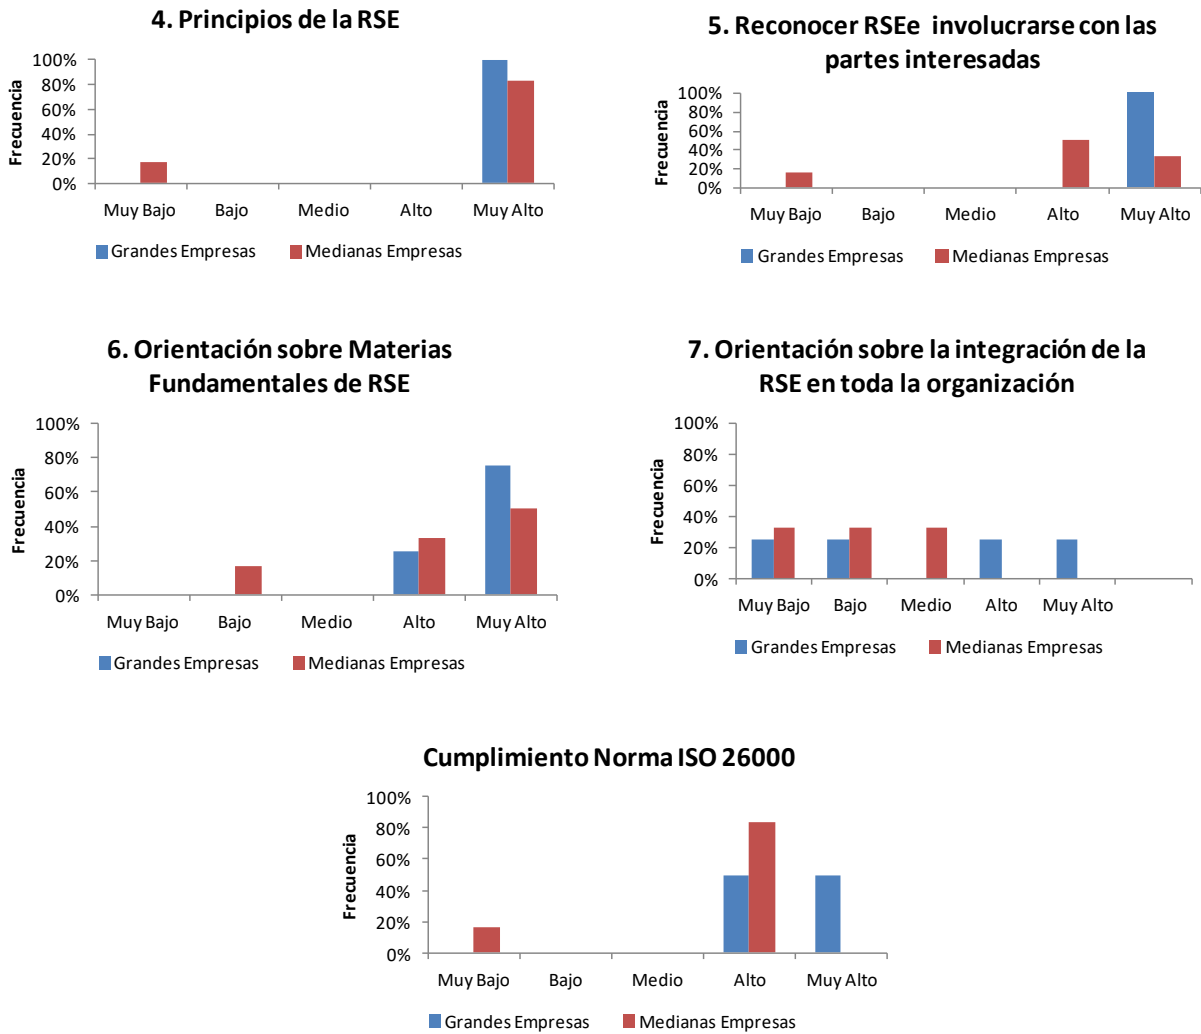 4. Principios de la RSE
Frecuencia
100%
80%
60%
40%
20%
0%
Muy Bajo Bajo Medio Alto Muy Alto
Grandes Empresas Medianas Empresas
5. Reconocer RSEe involucrarse con las
partes interesadas
Frecuencia
100%
80%
60%
40%
20%
0%
Muy Bajo Bajo Medio Alto Muy Alto
Grandes Empresas Medianas Empresas
6. Orientación sobre Materias
Fundamentales de RSE
Frecuencia
100%
80%
60%
40%
20%
0%
Muy Bajo Bajo Medio Alto Muy Alto
Grandes Empresas Medianas Empresas
7. Orientación sobre la integración de la
RSE en toda la organización
Frecuencia
100%
80%
60%
40%
20%
0%
Muy Bajo Bajo Medio Alto Muy Alto
Grandes Empresas Medianas Empresas
Cumplimiento Norma ISO 26000
Frecuencia
100%
80%
60%
40%
20%
0%
Muy Bajo Bajo Medio Alto Muy Alto
Grandes Empresas Medianas Empresas